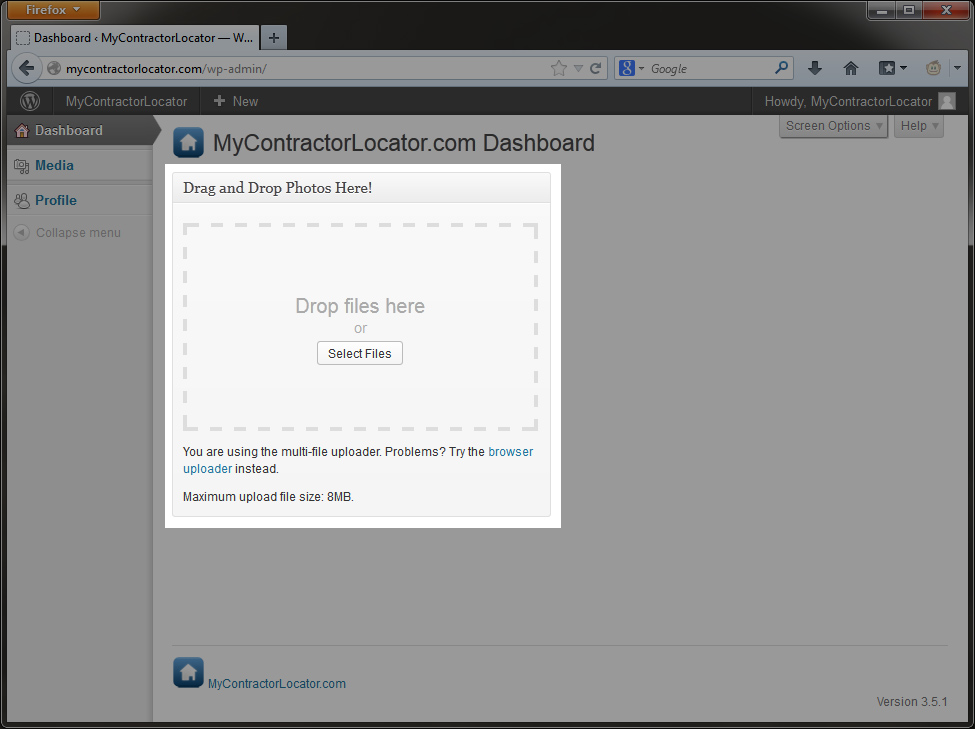 Firefox
Dashboard ‹ MyContractorLocator — W...
mycontractorlocator.com/wp-admin/
Google
MyContractorLocator
New
Howdy, MyContractorLocator
Dashboard
Media
Profile
Collapse menu
Screen Options
Help
MyContractorLocator.com Dashboard
Drag and Drop Photos Here!
Drop files here
or
Select Files
You are using the multi-file uploader. Problems? Try the browser
uploader instead.
Maximum upload file size: 8MB.
MyContractorLocator.com
Version 3.5.1